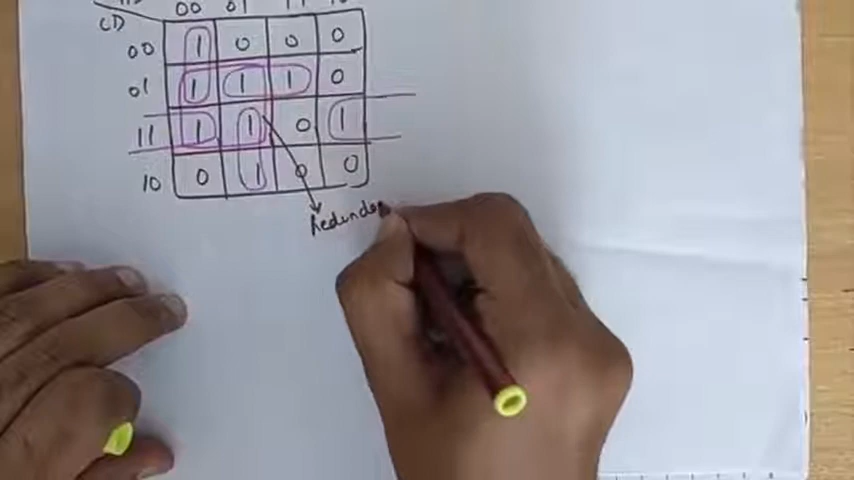 00 01 11 10
CD
00 1 0 0 0
01 1 1 1 0
11 1 1 0 1
10 0 1 0 0